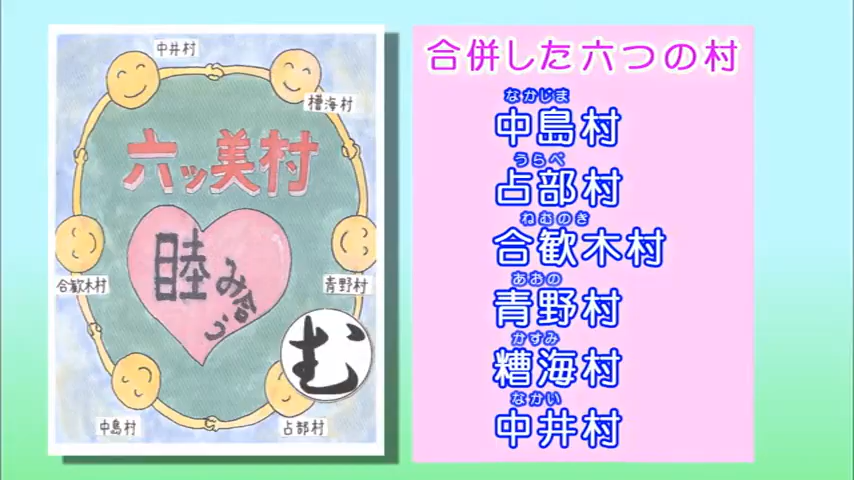 中井村
糟海村
六ッ美村
睦み合う
合歓木村
青野村
む
中島村
占部村
合併した六つの村
なかじま
中島村
うらべ
占部村
ねむのき
合歓木村
あおの
青野村
かすみ
糟海村
なかい
中井村